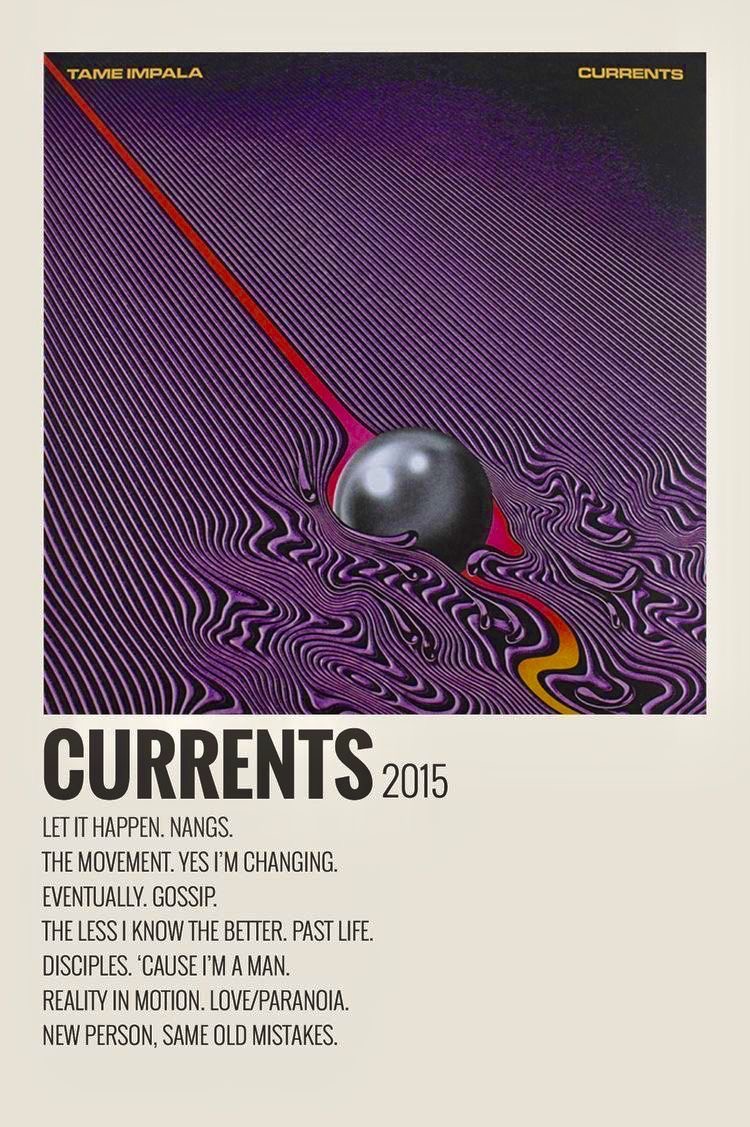 TAME IMPALA CURRENTS
CURRENTS 2015
LET IT HAPPEN. NANGS.
THE MOVEMENT. YES I'M CHANGING.
EVENTUALLY. GOSSIP.
THE LESS I KNOW THE BETTER. PAST LIFE.
DISCIPLES. ‘CAUSE I'M A MAN.
REALITY IN MOTION. LOVE/PARANOIA.
NEW PERSON, SAME OLD MISTAKES.